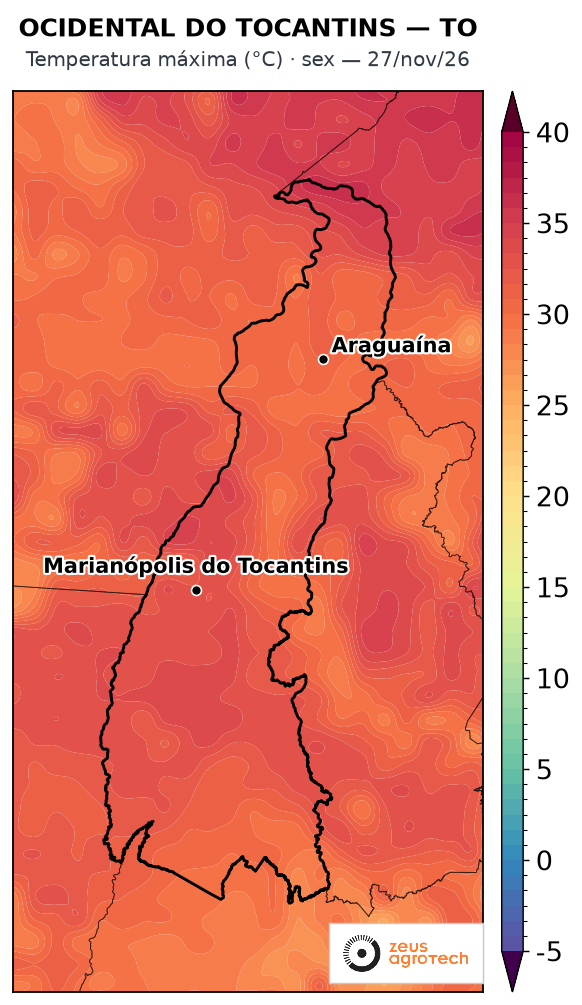 OCIDENTAL DO TOCANTINS — TO
Temperatura máxima (°C) · sex — 27/nov/26
40
35
30
25
20
15
10
5
0
-5
Araguaína
Marianópolis do Tocantins
zeus
agrotech